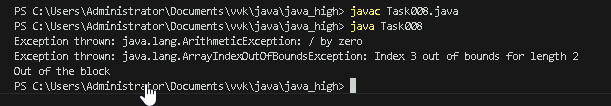 PS C:\Users\Administrator\Documents\vvk\java\java_high> javac Task008.java
PS C:\Users\Administrator\Documents\vvk\java\java_high> java Task008
Exception thrown: java.lang.ArithmeticException: / by zero
Exception thrown: java.lang.ArrayIndexOutOfBoundsException: Index 3 out of bounds for length 2
Out of the block
PS C:\Users\Administrator\Documents\vvk\java\java_high>